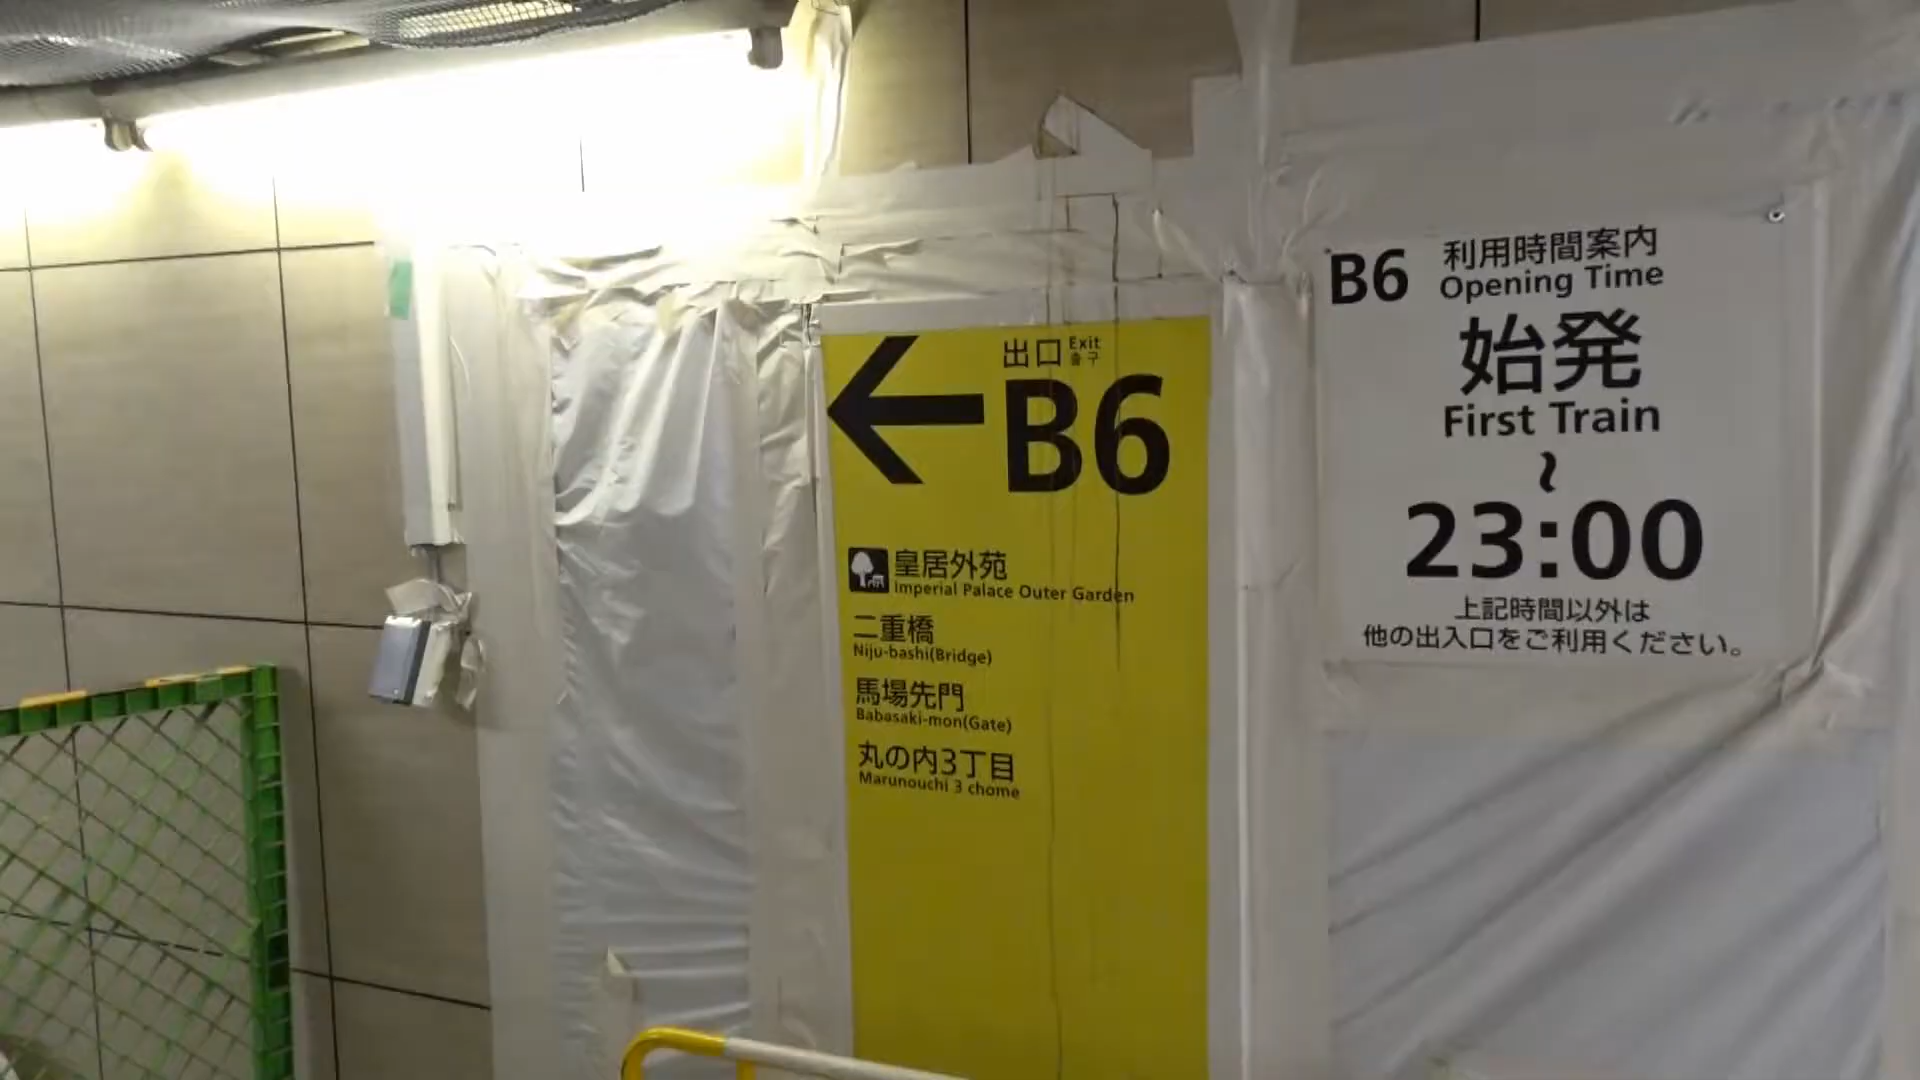 出口 Exit 출구
B6
皇居外苑
Imperial Palace Outer Garden
二重橋
Niju-bashi(Bridge)
馬場先門
Babasaki-mon(Gate)
丸の内3丁目
Marunouchi 3 chome
B6 利用時間案内
Opening Time
始発
First Train
~
23:00
上記時間以外は
他の出入口をご利用ください。